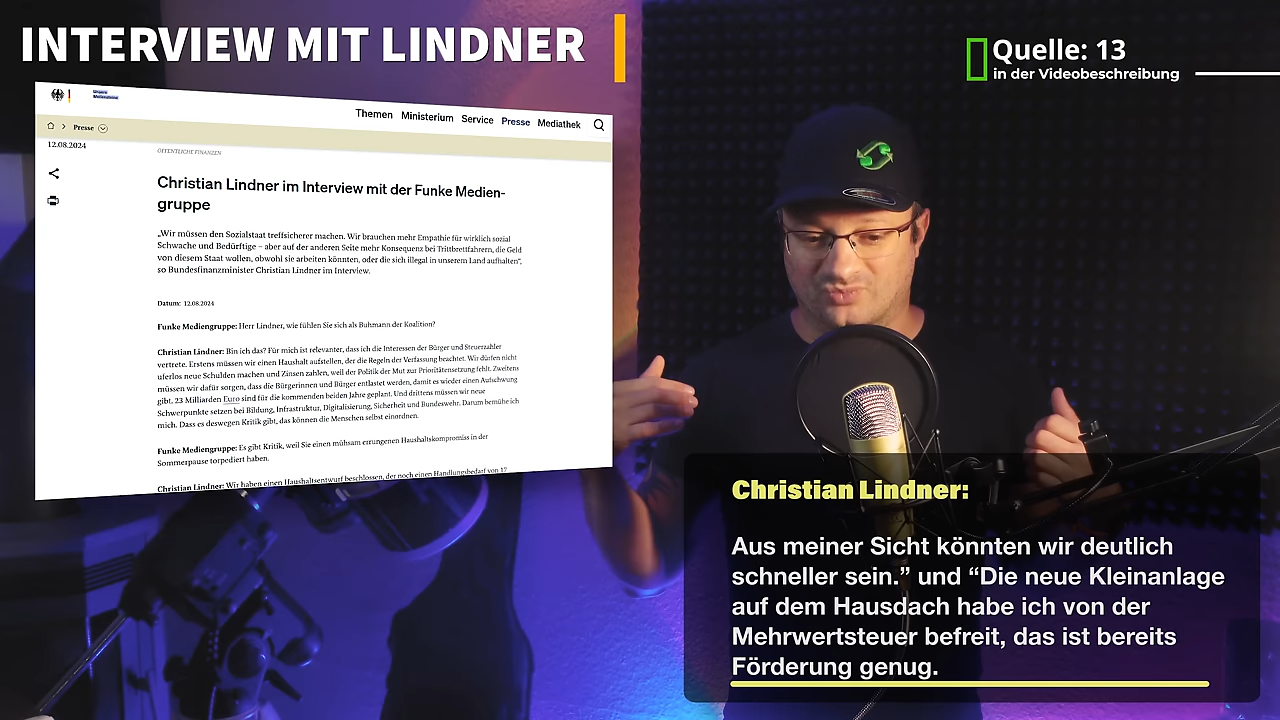 INTERVIEW MIT LINDNER
Quelle: 13
in der Videobeschreibung
Themen Ministerium Service Presse Mediathek
Presse
12.08.2024
ÖFFENTLICHE FINANZEN
Christian Lindner im Interview mit der Funke Medien-
gruppe
„Wir müssen den Sozialstaat treffsicherer machen. Wir brauchen mehr Empathie für wirklich sozial
Schwache und Bedürftige – aber auf der anderen Seite mehr Konsequenz bei Trittbrettfahrern, die Geld
von diesem Staat wollen, obwohl sie arbeiten könnten, oder die sich illegal in unserem Land aufhalten“,
so Bundesfinanzminister Christian Lindner im Interview.
Datum: 12.08.2024
Funke Mediengruppe: Herr Lindner, wie fühlen Sie sich als Buhmann der Koalition?
Christian Lindner: Bin ich das? Für mich ist relevanter, dass ich die Interessen der Bürger und Steuerzahler
vertrete. Erstens müssen wir einen Haushalt aufstellen, der die Regeln der Verfassung beachtet. Wir dürfen nicht
uferlos neue Schulden machen und Zinsen zahlen, weil der Politik der Mut zur Prioritätensetzung fehlt. Zweitens
müssen wir dafür sorgen, dass die Bürgerinnen und Bürger entlastet werden, damit es wieder einen Aufschwung
gibt. 23 Milliarden Euro sind für die kommenden beiden Jahre geplant. Und drittens müssen wir neue
Schwerpunkte setzen bei Bildung, Infrastruktur, Digitalisierung, Sicherheit und Bundeswehr. Darum bemühe ich
mich. Dass es deswegen Kritik gibt, das können die Menschen selbst einordnen.
Funke Mediengruppe: Es gibt Kritik, weil Sie einen mühsam errungenen Haushaltskompromiss in der
Sommerpause torpediert haben.
Christian Lindner: Wir haben einen Haushaltsentwurf beschlossen, der noch einen Handlungsbedarf von 17
Christian Lindner:
Aus meiner Sicht könnten wir deutlich
schneller sein.” und “Die neue Kleinanlage
auf dem Hausdach habe ich von der
Mehrwertsteuer befreit, das ist bereits
Förderung genug.